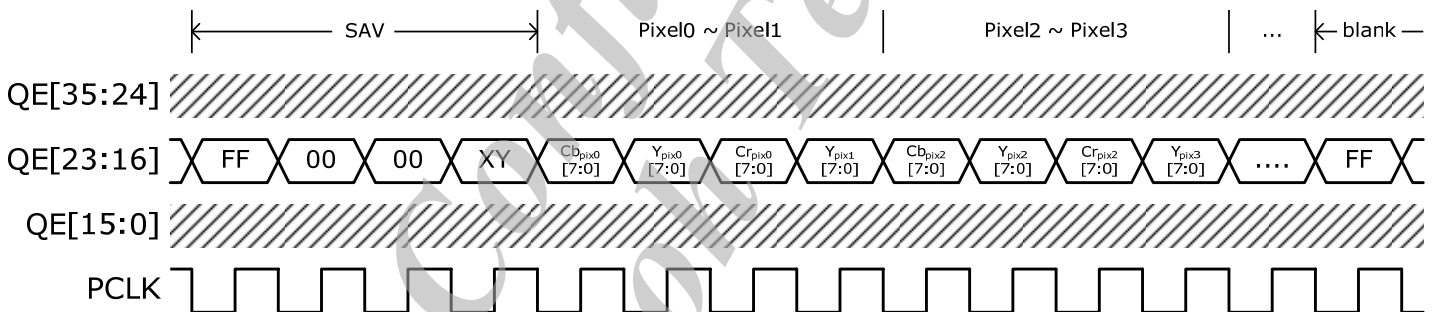 SAV Pixel0 ~ Pixel1 Pixel2 ~ Pixel3 ... blank
QE[35:24]
QE[23:16] FF 00 00 XY Cbpix0 [7:0] Ypix0 [7:0] Crpix0 [7:0] Ypix1 [7:0] Cbpix2 [7:0] Ypix2 [7:0] Crpix2 [7:0] Ypix3 [7:0] .... FF
QE[15:0]
PCLK